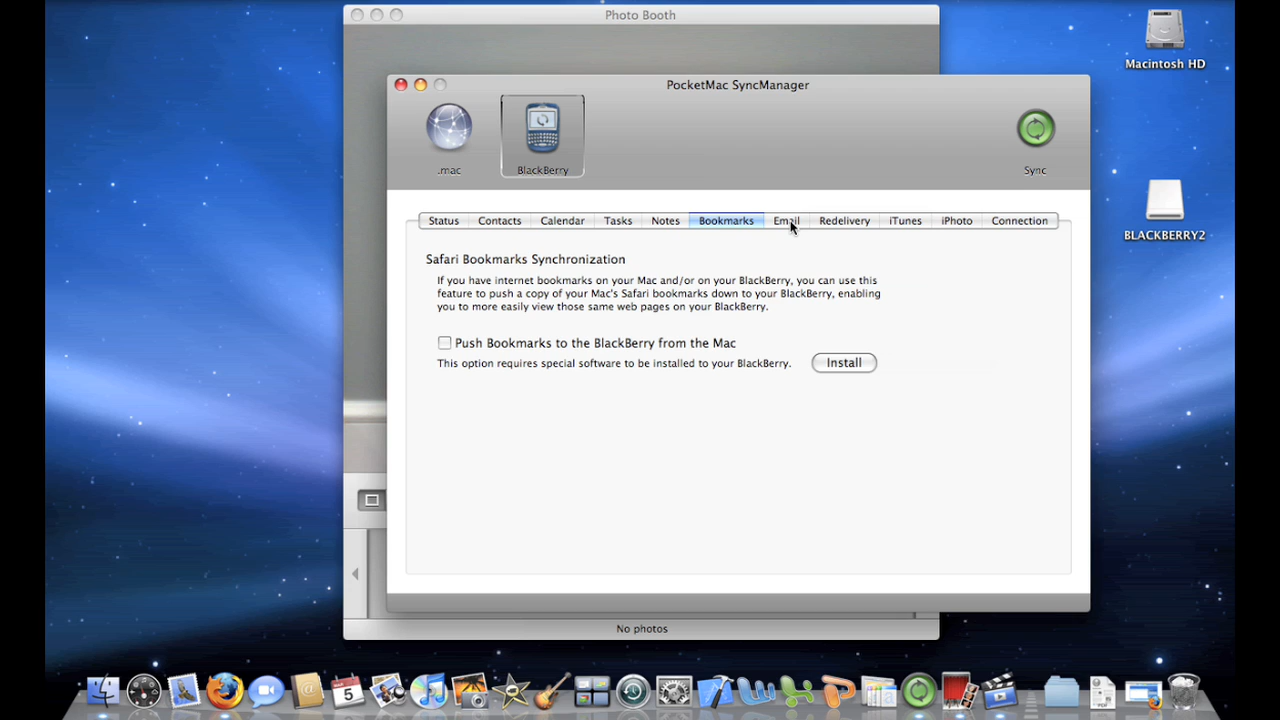 Photo Booth
Macintosh HD
PocketMac SyncManager
.mac
BlackBerry
Sync
Status Contacts Calendar Tasks Notes Bookmarks Email Redelivery iTunes iPhoto Connection
BLACKBERRY2
Safari Bookmarks Synchronization
If you have internet bookmarks on your Mac and/or on your BlackBerry, you can use this
feature to push a copy of your Mac's Safari bookmarks down to your BlackBerry, enabling
you to more easily view those same web pages on your BlackBerry.
Push Bookmarks to the BlackBerry from the Mac
This option requires special software to be installed to your BlackBerry.
Install
No photos
5
PDF